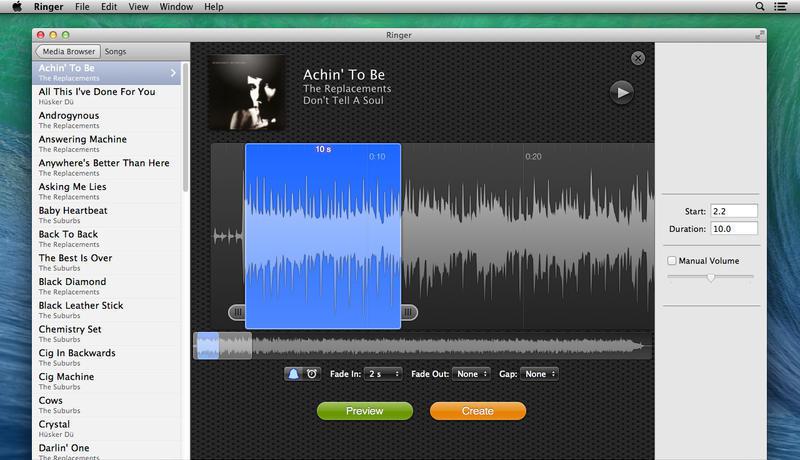 Ringer File Edit View Window Help
Ringer
Media Browser Songs
Achin' To Be
The Replacements
All This I've Done For You
Hüsker Dü
Androgynous
The Replacements
Answering Machine
The Replacements
Anywhere's Better Than Here
The Replacements
Asking Me Lies
The Replacements
Baby Heartbeat
The Suburbs
Back To Back
The Replacements
The Best Is Over
The Suburbs
Black Diamond
The Replacements
Black Leather Stick
The Suburbs
Chemistry Set
The Suburbs
Cig In Backwards
The Suburbs
Cig Machine
The Suburbs
Cows
The Suburbs
Crystal
Hüsker Dü
Darlin' One
The Replacements
Achin' To Be
The Replacements
Don't Tell A Soul
10 s
0:10 0:20
Fade In: 2 s Fade Out: None Gap: None
Preview Create
Start: 2.2
Duration: 10.0
Manual Volume